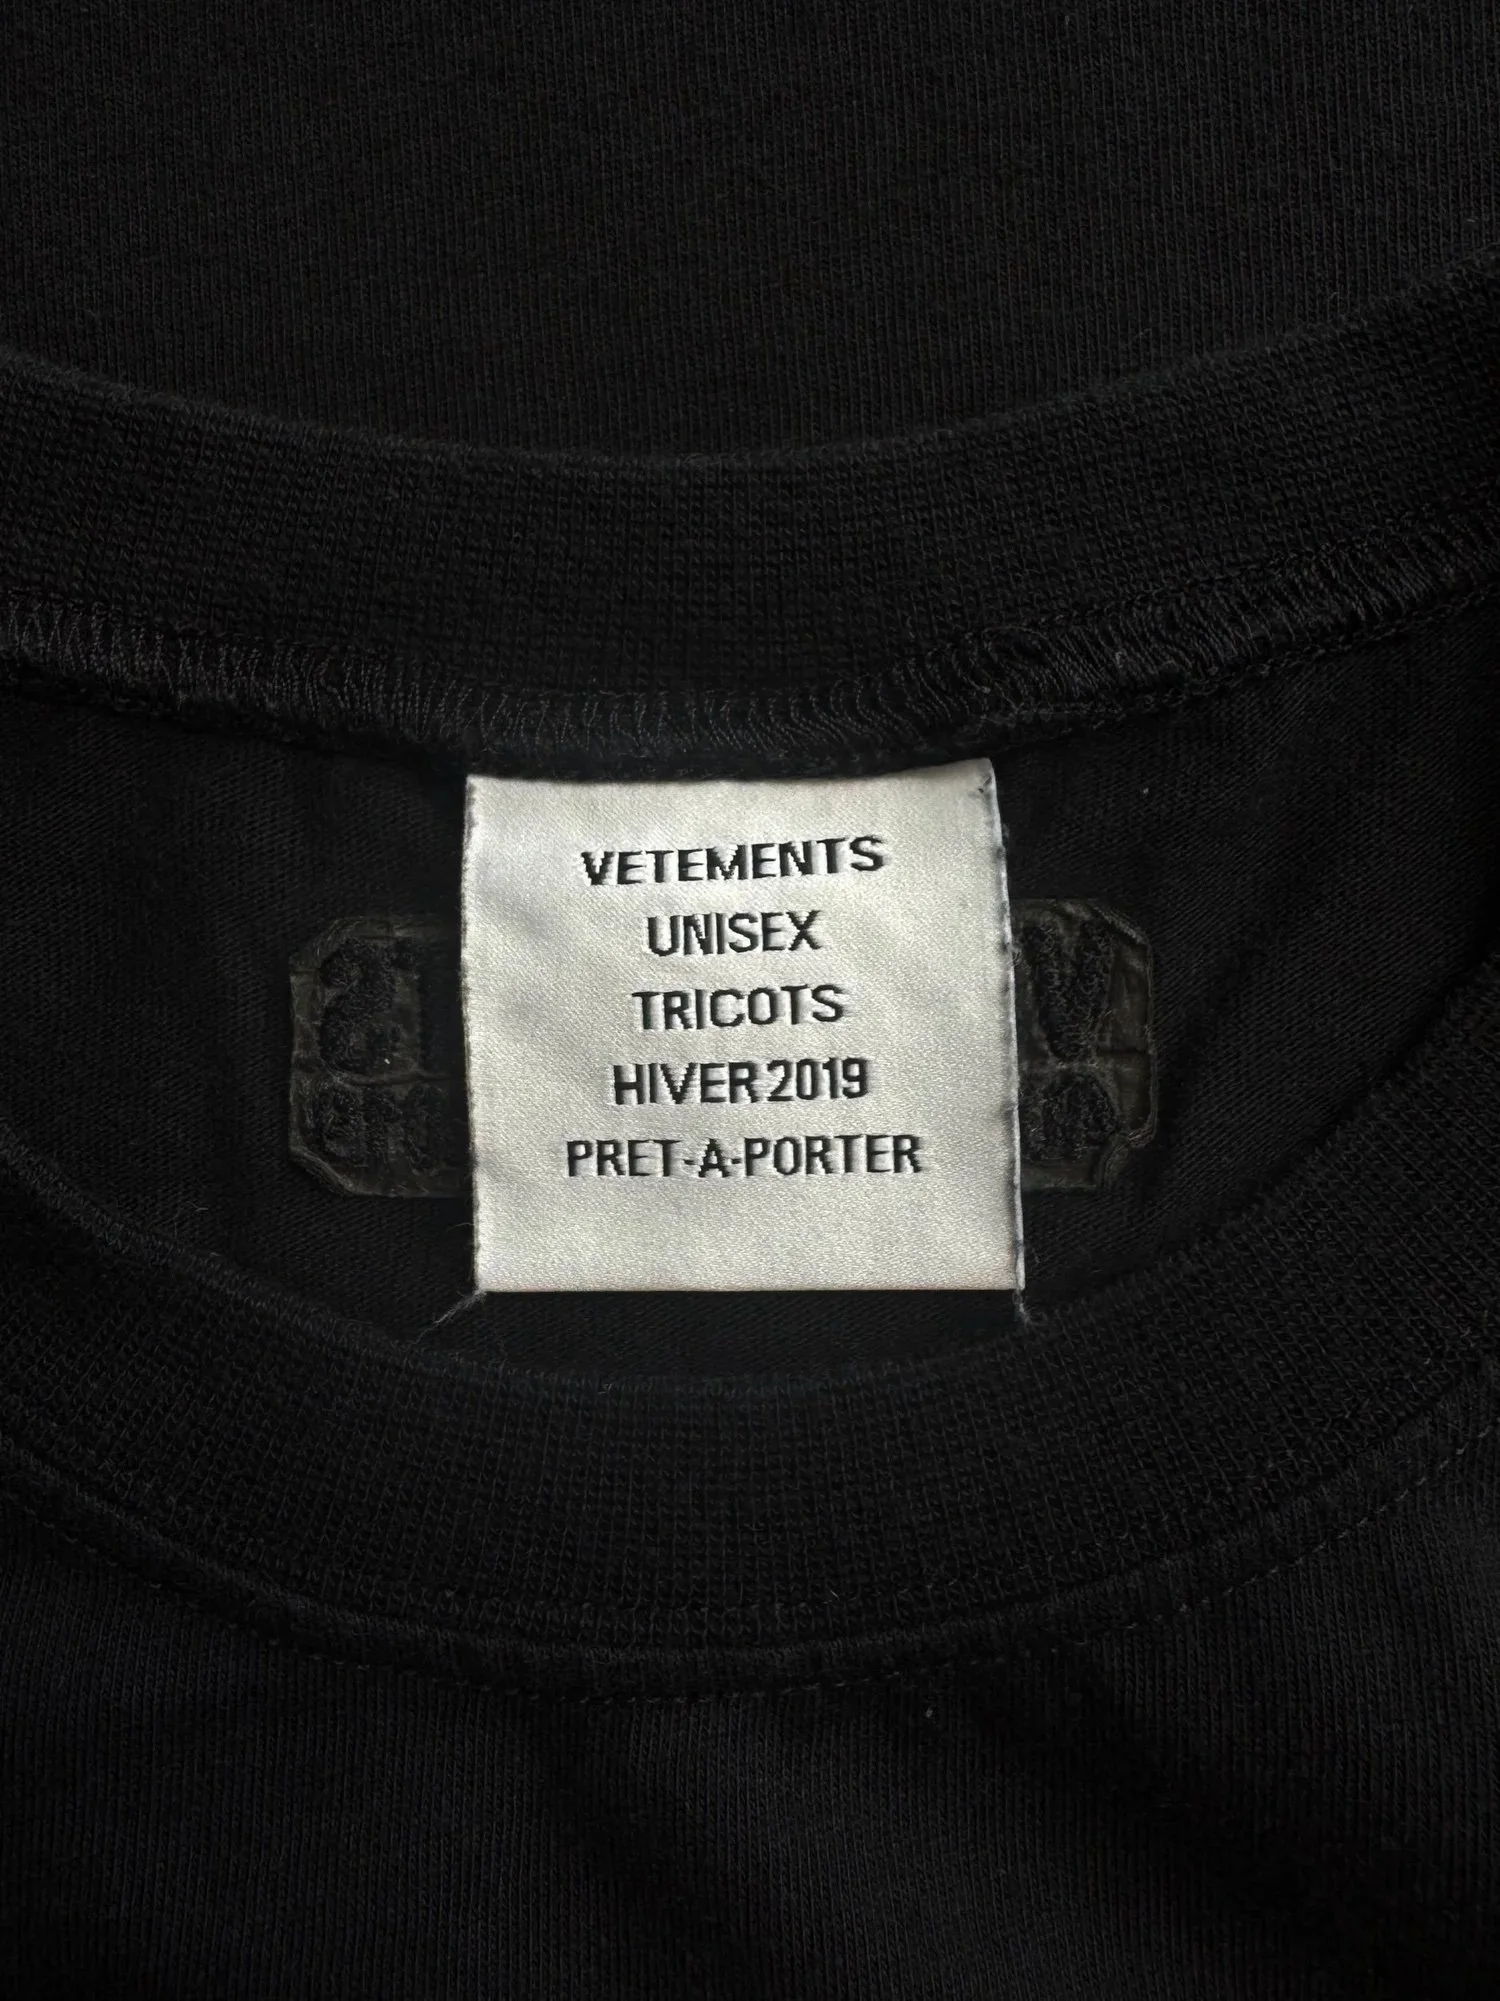 VETEMENTS
UNISEX
TRICOTS
HIVER 2019
PRET-A-PORTER